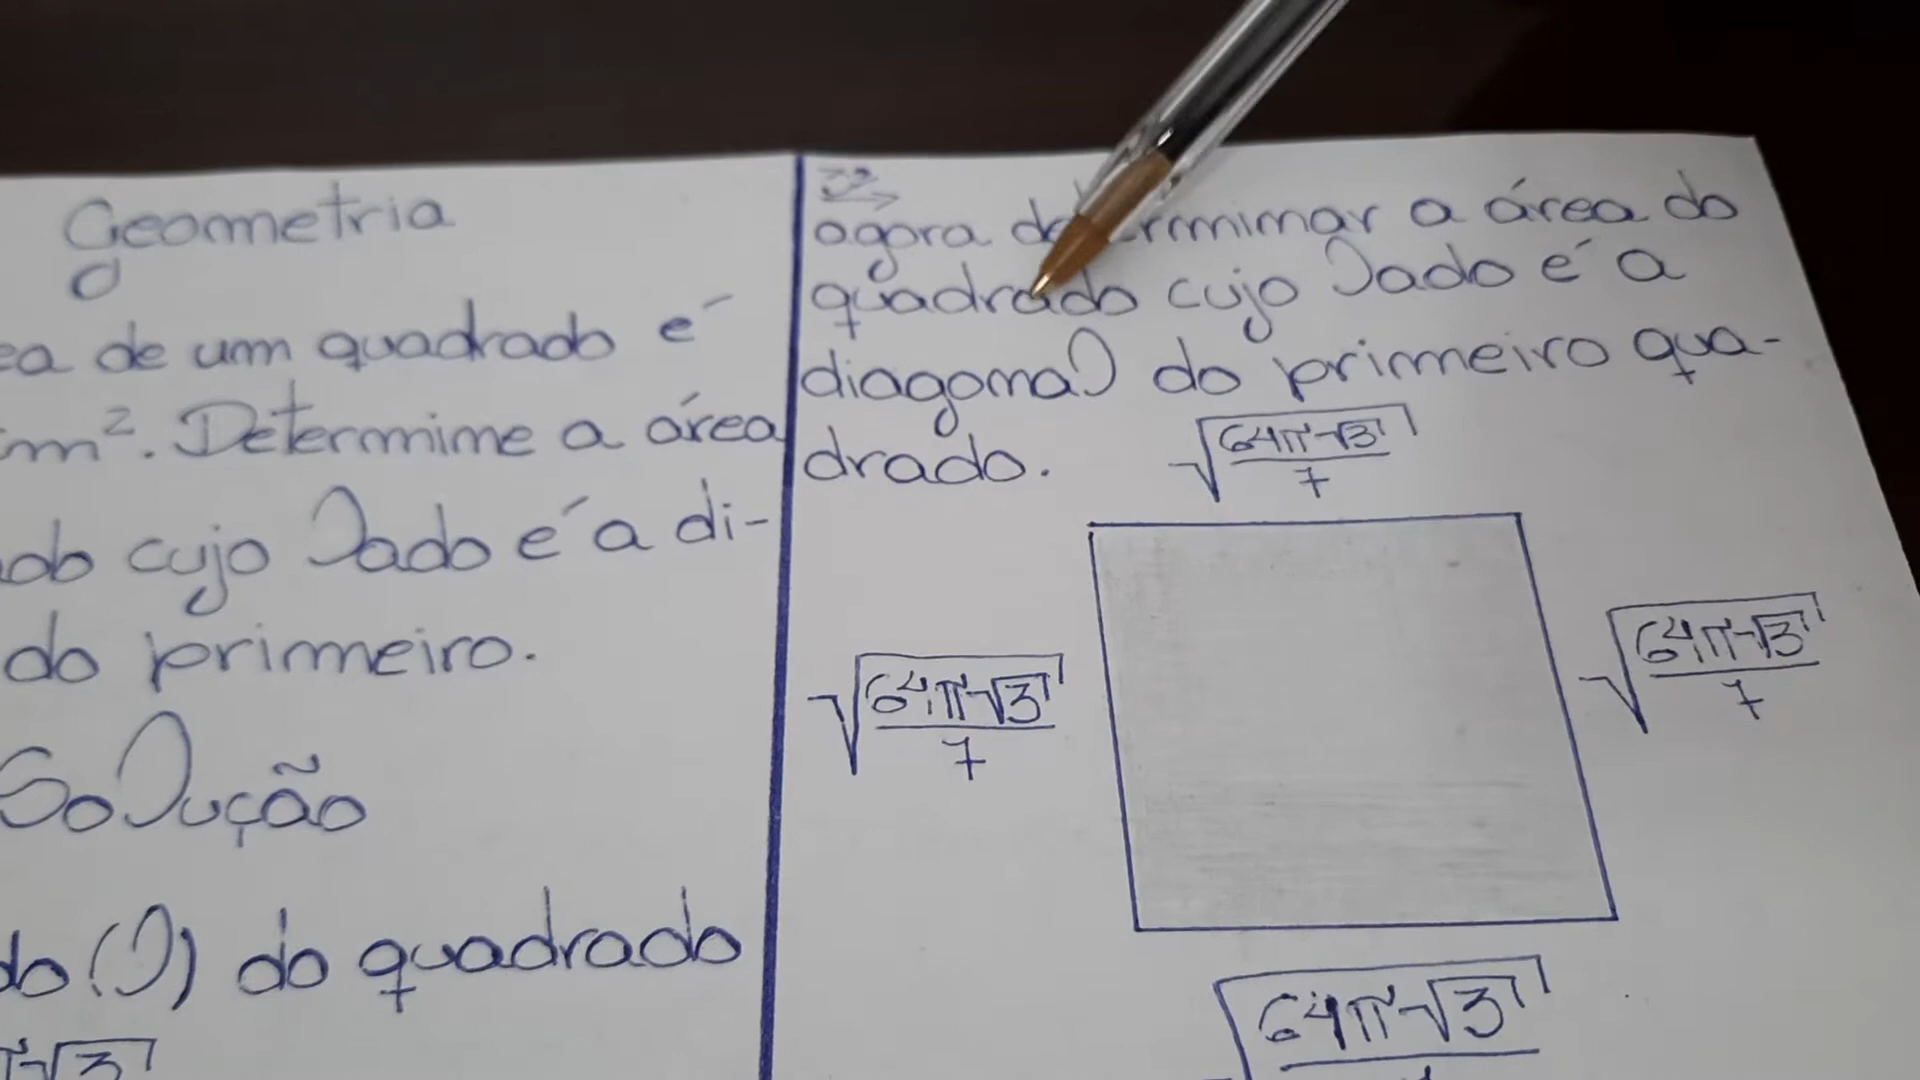 Geometria
ea de um quadrado é
m². Determine a área
do cujo lado é a di-
do primeiro.
Solução
do (l) do quadrado
π√3
3º
agora determinar a área do
quadrado cujo lado é a
diagonal do primeiro qua-
drado.
√(64π√3/7)
√(64π√3/7)
√(64π√3/7)
√(64π√3